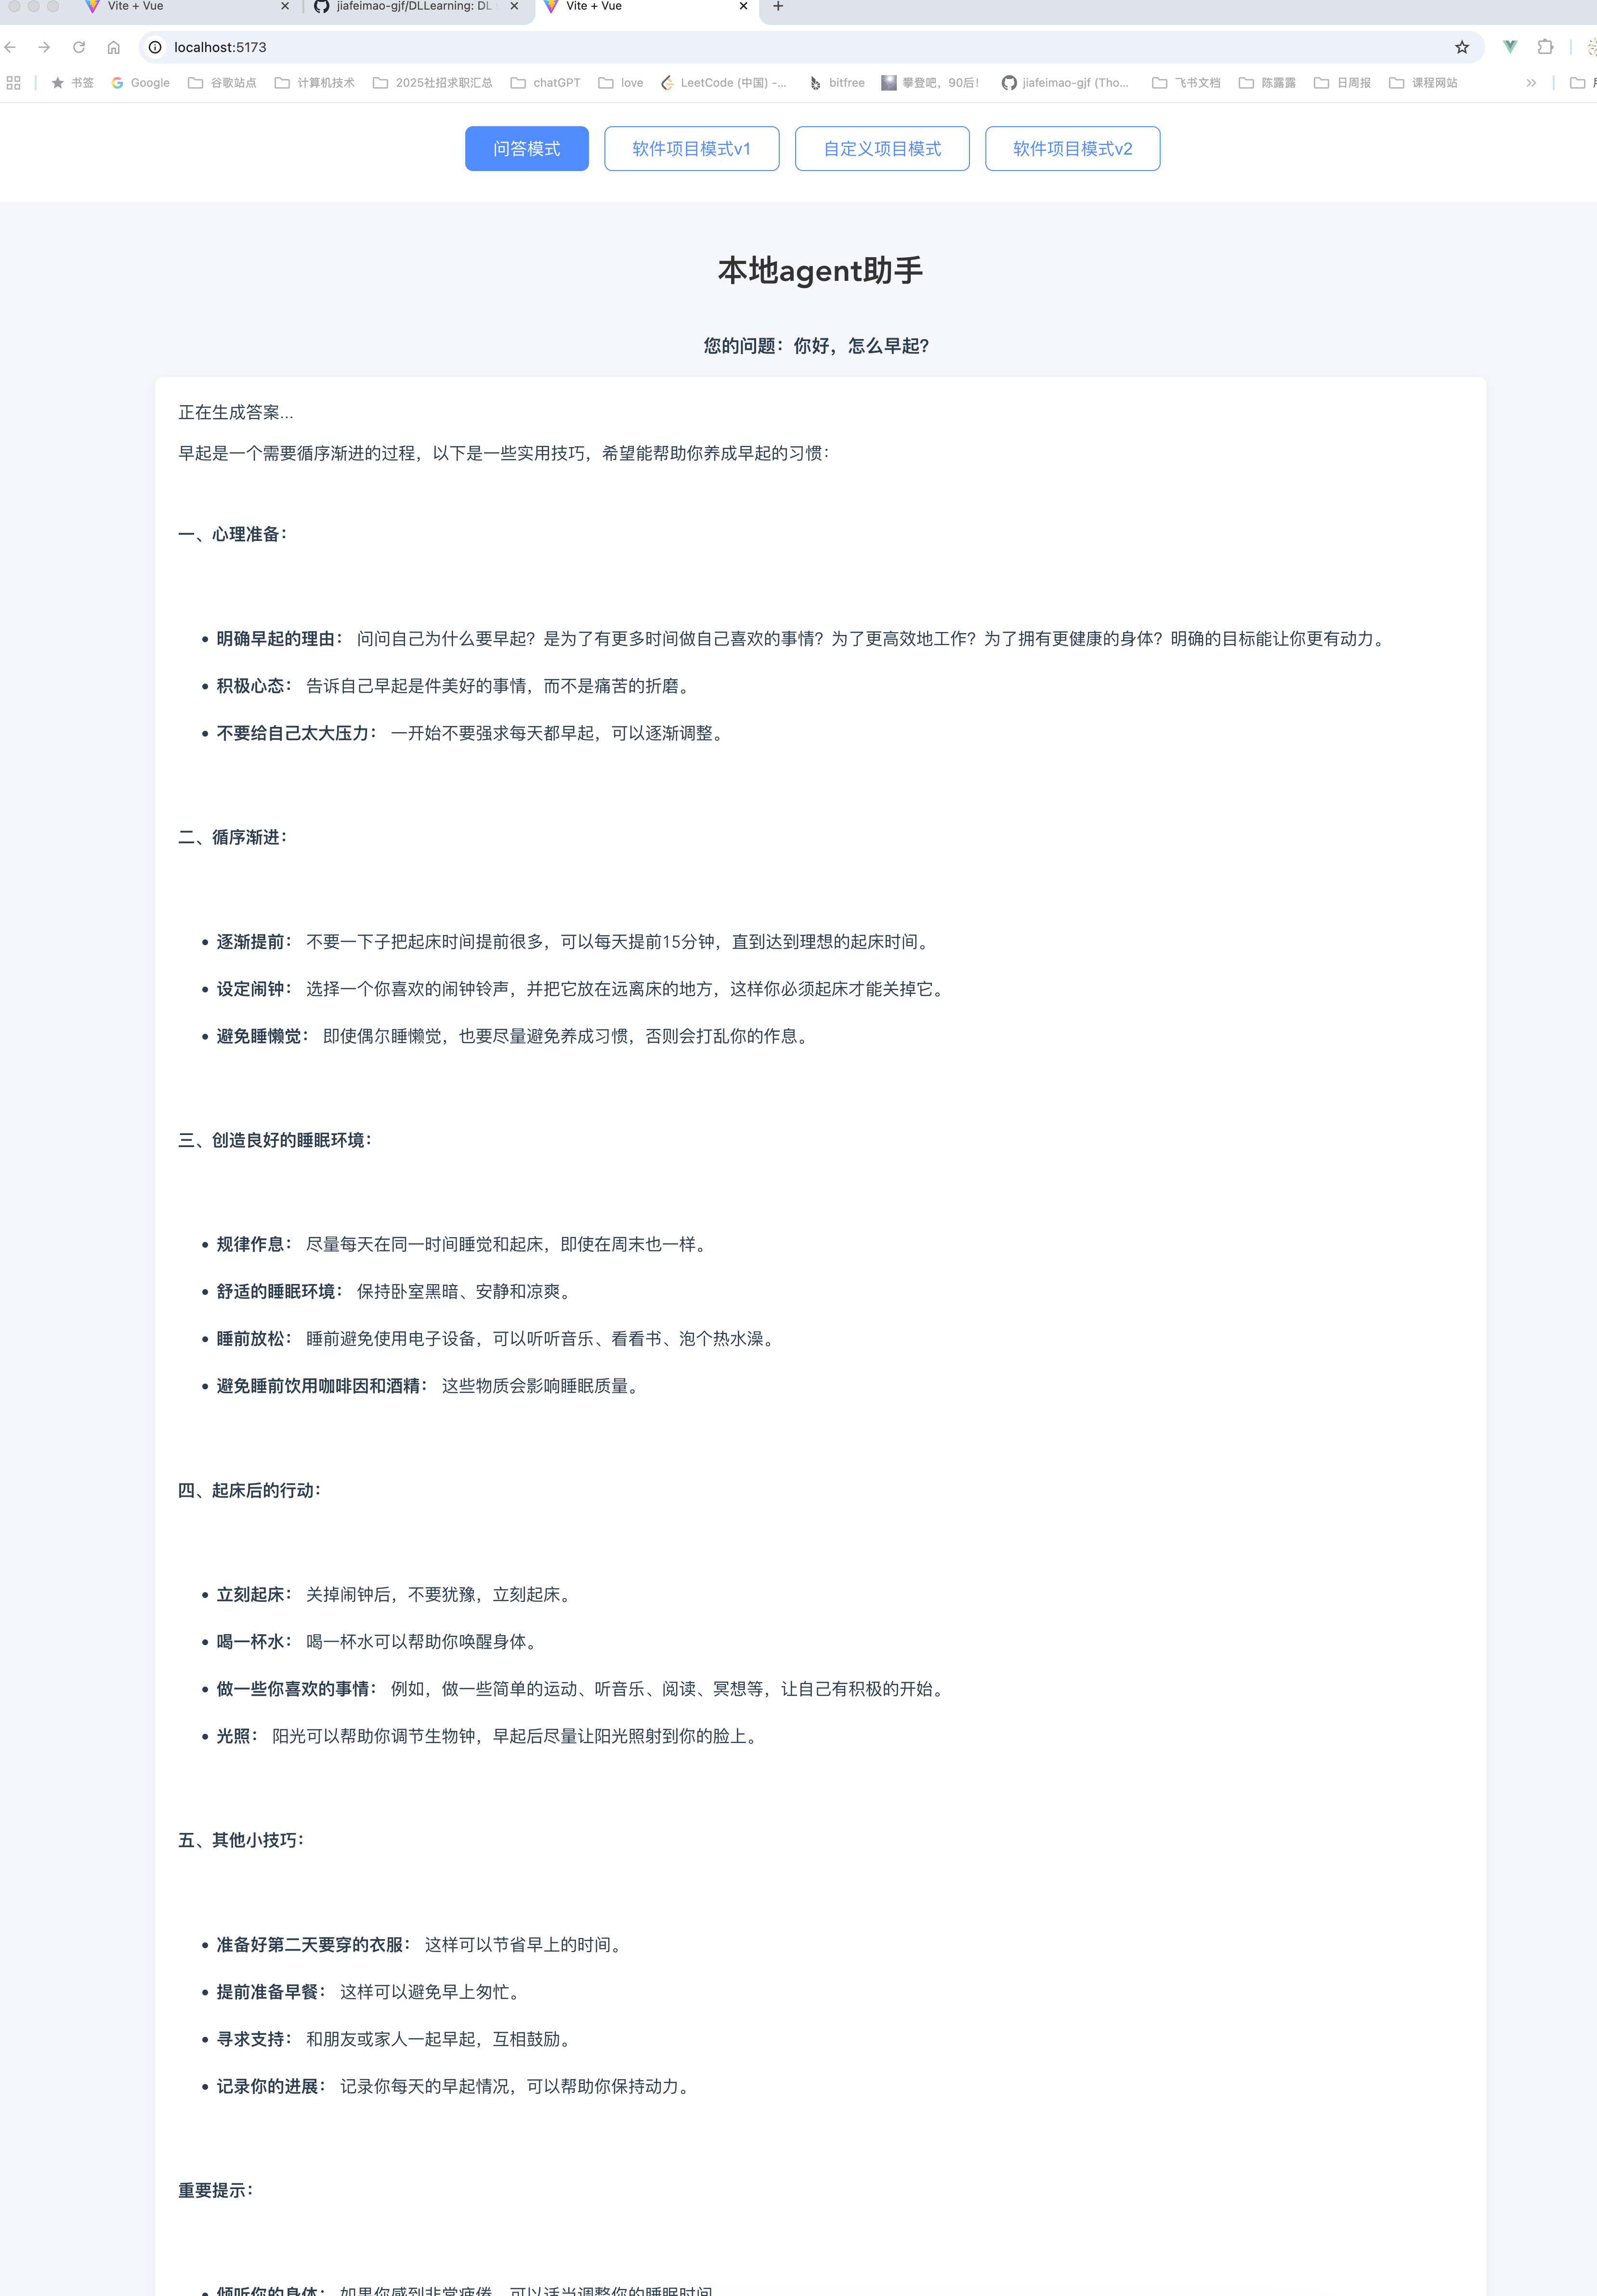 Vite + Vue
jiafeimao-gjf/DLLearning: DL
Vite + Vue
localhost:5173
书签
Google
谷歌站点
计算机技术
2025社招求职汇总
chatGPT
love
LeetCode (中国) -...
bitfree
攀登吧，90后！
jiafeimao-gjf (Tho...
飞书文档
陈露露
日周报
课程网站
问答模式
软件项目模式v1
自定义项目模式
软件项目模式v2
本地agent助手
您的问题：你好，怎么早起?
正在生成答案...
早起是一个需要循序渐进的过程，以下是一些实用技巧，希望能帮助你养成早起的习惯：
一、心理准备：
• 明确早起的理由： 问问自己为什么要早起？是为了有更多时间做自己喜欢的事情？为了更高效地工作？为了拥有更健康的身体？明确的目标能让你更有动力。
• 积极心态： 告诉自己早起是件美好的事情，而不是痛苦的折磨。
• 不要给自己太大压力： 一开始不要强求每天都早起，可以逐渐调整。
二、循序渐进：
• 逐渐提前： 不要一下子把起床时间提前很多，可以每天提前15分钟，直到达到理想的起床时间。
• 设定闹钟： 选择一个你喜欢的闹钟铃声，并把它放在远离床的地方，这样你必须起床才能关掉它。
• 避免睡懒觉： 即使偶尔睡懒觉，也要尽量避免养成习惯，否则会打乱你的作息。
三、创造良好的睡眠环境：
• 规律作息： 尽量每天在同一时间睡觉和起床，即使在周末也一样。
• 舒适的睡眠环境： 保持卧室黑暗、安静和凉爽。
• 睡前放松： 睡前避免使用电子设备，可以听听音乐、看看书、泡个热水澡。
• 避免睡前饮用咖啡因和酒精： 这些物质会影响睡眠质量。
四、起床后的行动：
• 立刻起床： 关掉闹钟后，不要犹豫，立刻起床。
• 喝一杯水： 喝一杯水可以帮助你唤醒身体。
• 做一些你喜欢的事情： 例如，做一些简单的运动、听音乐、阅读、冥想等，让自己有积极的开始。
• 光照： 阳光可以帮助你调节生物钟，早起后尽量让阳光照射到你的脸上。
五、其他小技巧：
• 准备好第二天要穿的衣服： 这样可以节省早上的时间。
• 提前准备早餐： 这样可以避免早上匆忙。
• 寻求支持： 和朋友或家人一起早起，互相鼓励。
• 记录你的进展： 记录你每天的早起情况，可以帮助你保持动力。
重要提示：
• 倾听你的身体： 如果你感到非常疲倦，可以适当调整你的睡眠时间